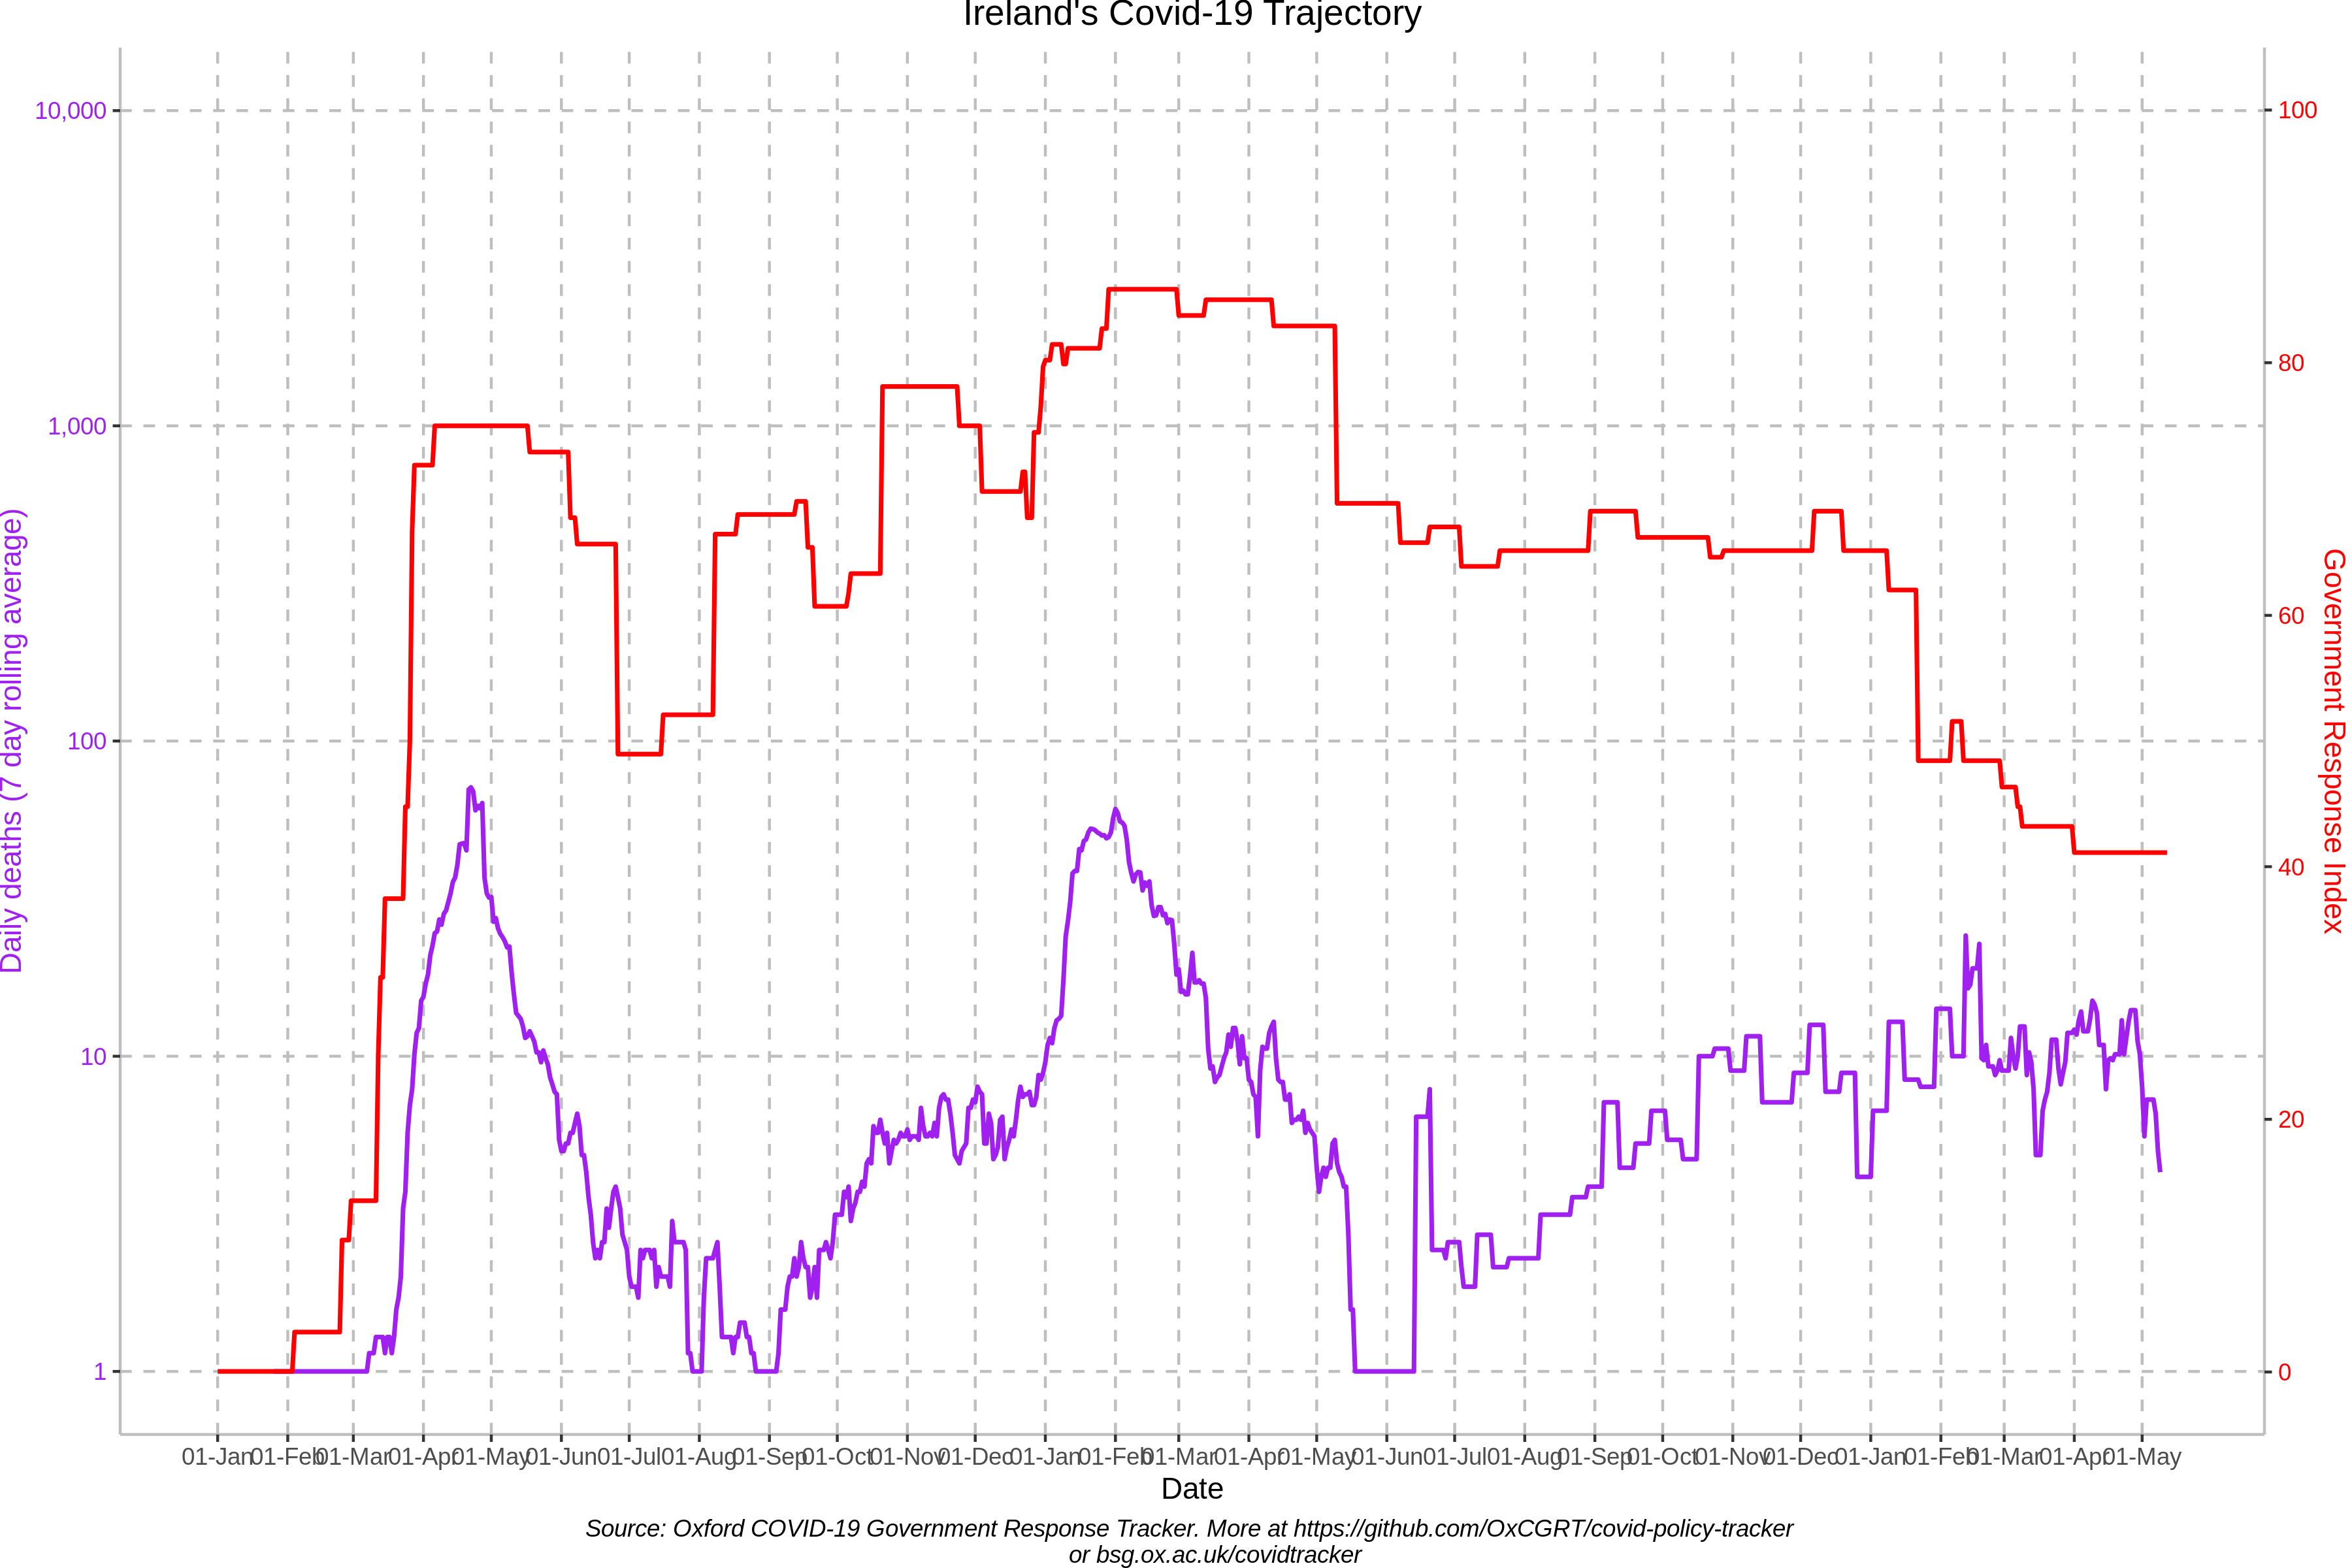 Ireland's Covid-19 Trajectory
10,000
1,000
100
10
1
Daily deaths (7 day rolling average)
100
80
60
40
20
0
Government Response Index
01-Jan 01-Feb 01-Mar 01-Apr 01-May 01-Jun 01-Jul 01-Aug 01-Sep 01-Oct 01-Nov 01-Dec 01-Jan 01-Feb 01-Mar 01-Apr 01-May 01-Jun 01-Jul 01-Aug 01-Sep 01-Oct 01-Nov 01-Dec 01-Jan 01-Feb 01-Mar 01-Apr 01-May
Date
Source: Oxford COVID-19 Government Response Tracker. More at https://github.com/OxCGRT/covid-policy-tracker
or bsg.ox.ac.uk/covidtracker